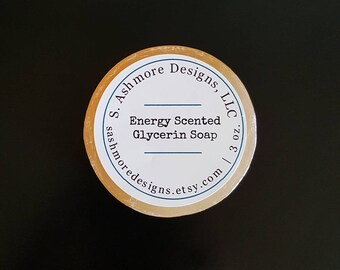 S. Ashmore Designs, LLC
Energy Scented
Glycerin Soap
sashmoredesigns.etsy.com | 3 oz.